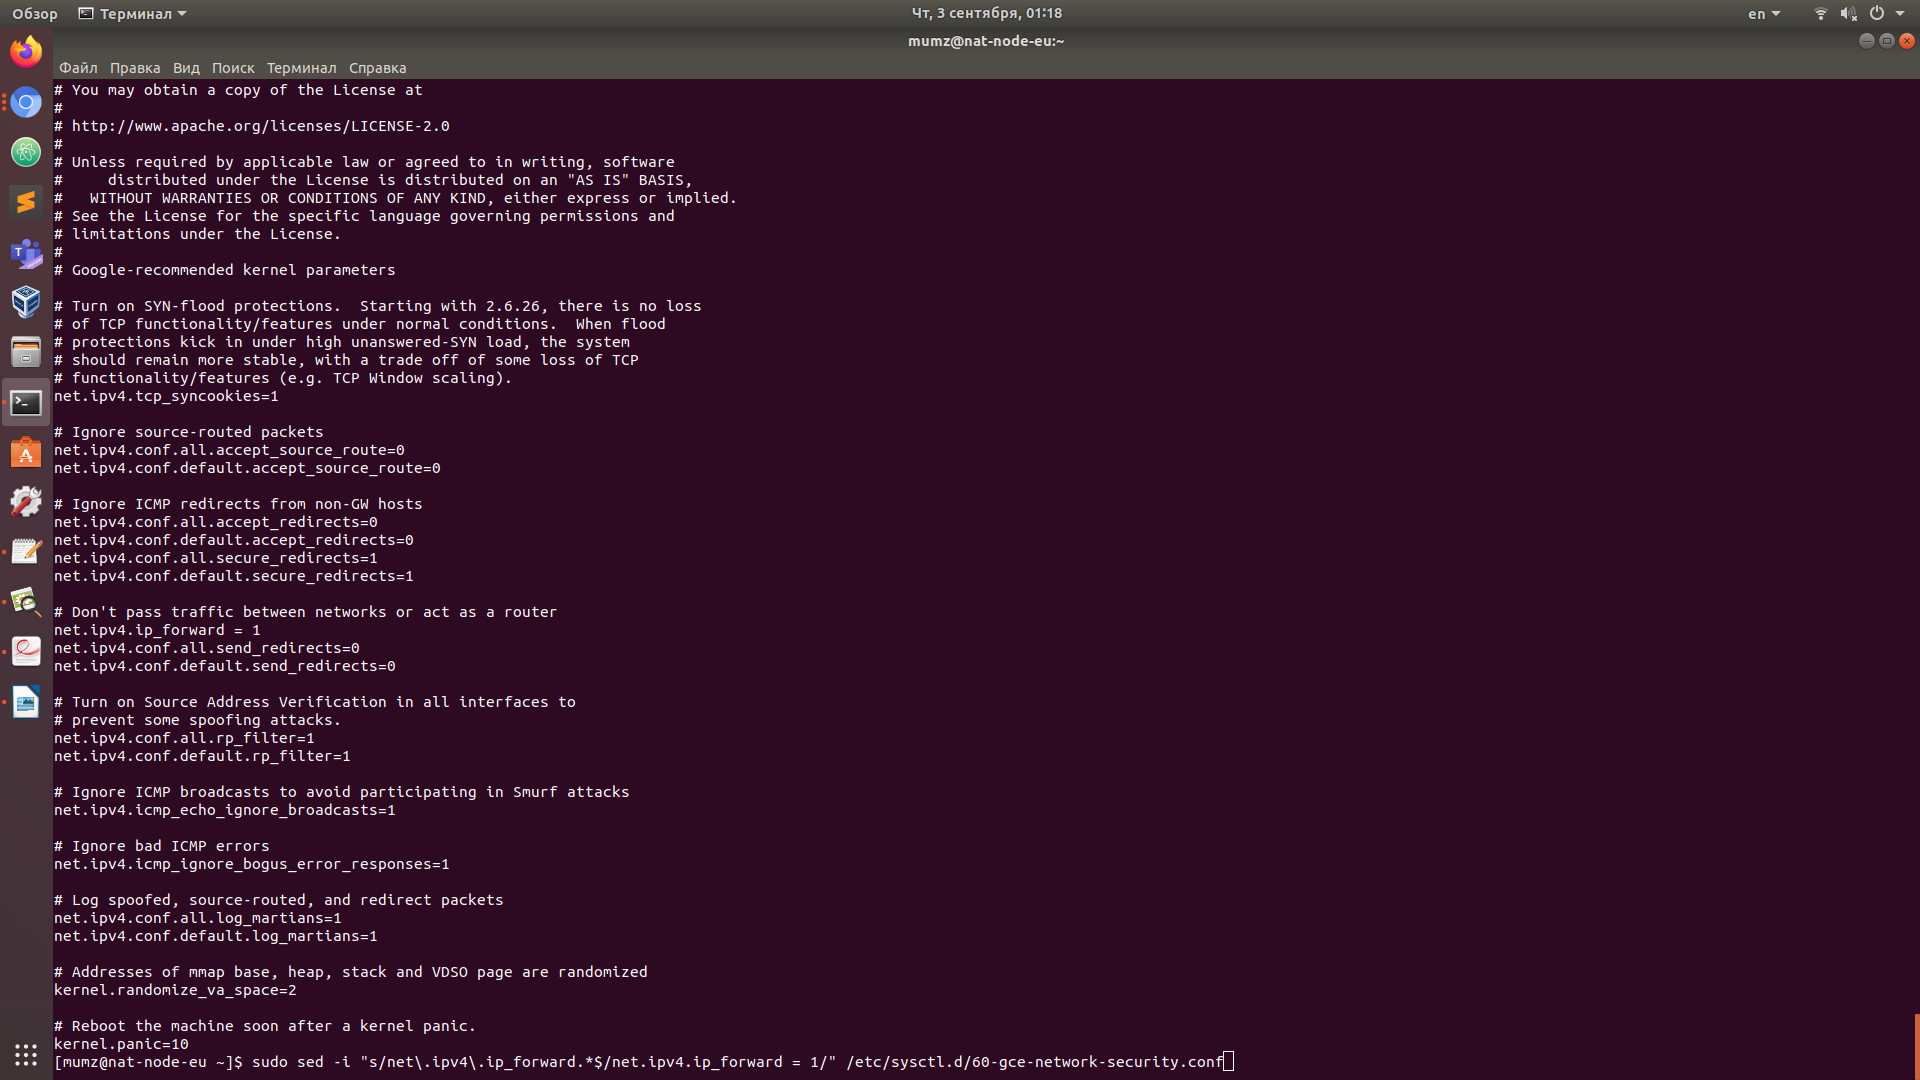 Обзор Терминал Чт, 3 сентября, 01:18 en
mumz@nat-node-eu:~
Файл Правка Вид Поиск Терминал Справка
# You may obtain a copy of the License at
#
# http://www.apache.org/licenses/LICENSE-2.0
#
# Unless required by applicable law or agreed to in writing, software
#     distributed under the License is distributed on an "AS IS" BASIS,
#   WITHOUT WARRANTIES OR CONDITIONS OF ANY KIND, either express or implied.
# See the License for the specific language governing permissions and
# limitations under the License.
#
# Google-recommended kernel parameters

# Turn on SYN-flood protections.  Starting with 2.6.26, there is no loss
# of TCP functionality/features under normal conditions.  When flood
# protections kick in under high unanswered-SYN load, the system
# should remain more stable, with a trade off of some loss of TCP
# functionality/features (e.g. TCP Window scaling).
net.ipv4.tcp_syncookies=1

# Ignore source-routed packets
net.ipv4.conf.all.accept_source_route=0
net.ipv4.conf.default.accept_source_route=0

# Ignore ICMP redirects from non-GW hosts
net.ipv4.conf.all.accept_redirects=0
net.ipv4.conf.default.accept_redirects=0
net.ipv4.conf.all.secure_redirects=1
net.ipv4.conf.default.secure_redirects=1

# Don't pass traffic between networks or act as a router
net.ipv4.ip_forward = 1
net.ipv4.conf.all.send_redirects=0
net.ipv4.conf.default.send_redirects=0

# Turn on Source Address Verification in all interfaces to
# prevent some spoofing attacks.
net.ipv4.conf.all.rp_filter=1
net.ipv4.conf.default.rp_filter=1

# Ignore ICMP broadcasts to avoid participating in Smurf attacks
net.ipv4.icmp_echo_ignore_broadcasts=1

# Ignore bad ICMP errors
net.ipv4.icmp_ignore_bogus_error_responses=1

# Log spoofed, source-routed, and redirect packets
net.ipv4.conf.all.log_martians=1
net.ipv4.conf.default.log_martians=1

# Addresses of mmap base, heap, stack and VDSO page are randomized
kernel.randomize_va_space=2

# Reboot the machine soon after a kernel panic.
kernel.panic=10
[mumz@nat-node-eu ~]$ sudo sed -i "s/net\.ipv4\.ip_forward.*$/net.ipv4.ip_forward = 1/" /etc/sysctl.d/60-gce-network-security.conf